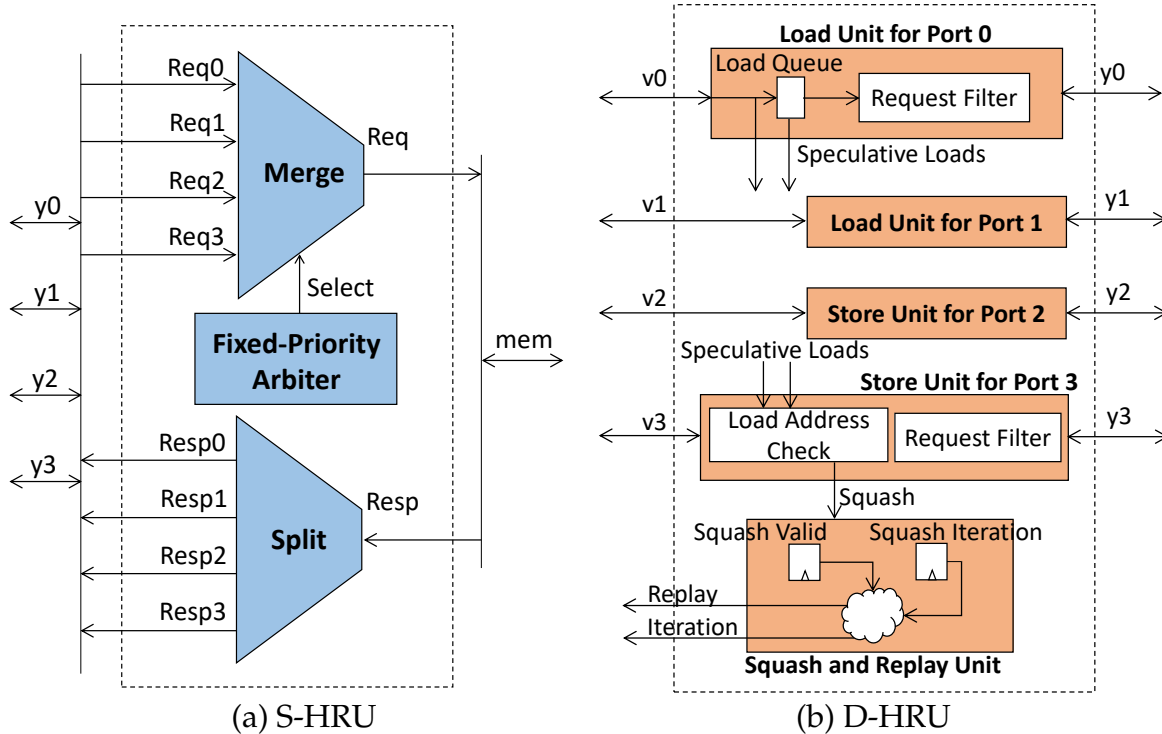 Req0
Req1
Req2
Req3
Merge
Req
y0
y1
y2
y3
Select
Fixed-Priority
Arbiter
mem
Resp0
Resp1
Resp2
Resp3
Split
Resp
(a) S-HRU
Load Unit for Port 0
v0
Load Queue
Request Filter
y0
Speculative Loads
v1
Load Unit for Port 1
y1
v2
Store Unit for Port 2
y2
Speculative Loads
Store Unit for Port 3
v3
Load Address
Check
Request Filter
y3
Squash
Squash Valid
Squash Iteration
Replay
Iteration
Squash and Replay Unit
(b) D-HRU